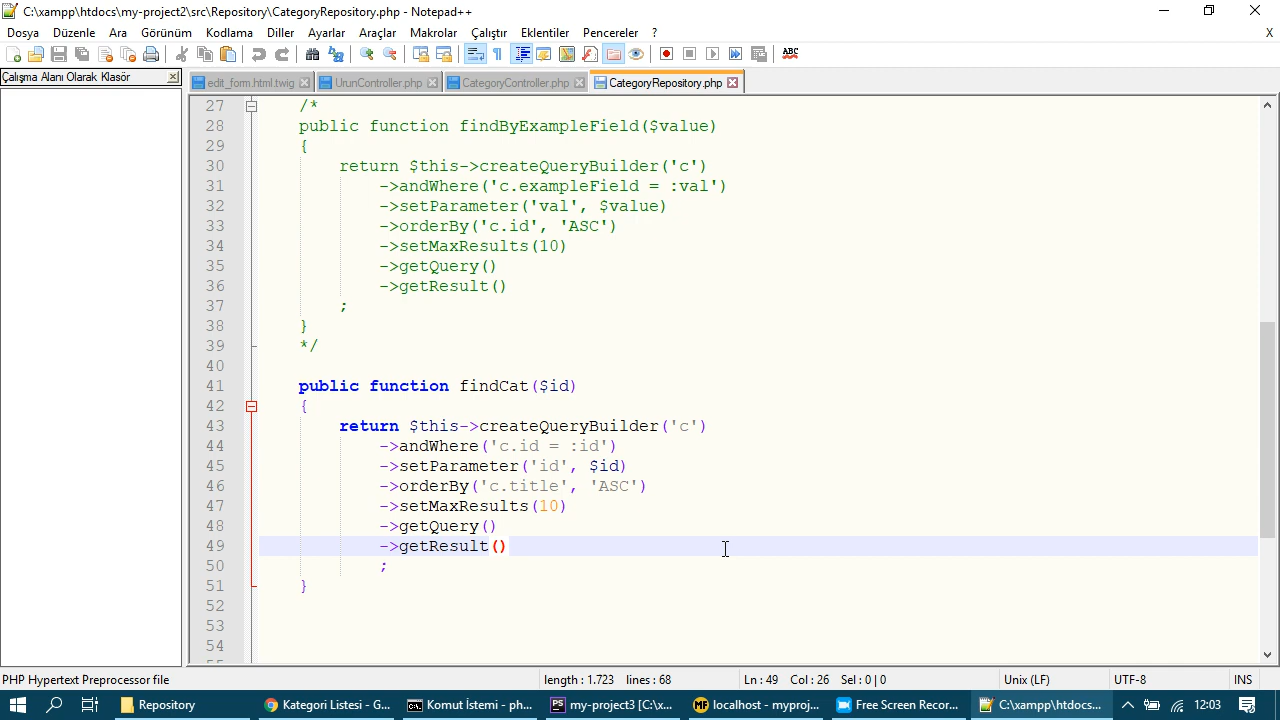 C:\xampp\htdocs\my-project2\src\Repository\CategoryRepository.php - Notepad++
Dosya Düzenle Ara Görünüm Kodlama Diller Ayarlar Araçlar Makrolar Çalıştır Eklentiler Pencereler ? X
ABC
Çalışma Alanı Olarak Klasör
edit_form.html.twig UrunController.php CategoryController.php CategoryRepository.php
27 /*
28 public function findByExampleField($value)
29 {
30 return $this->createQueryBuilder('c')
31 ->andWhere('c.exampleField = :val')
32 ->setParameter('val', $value)
33 ->orderBy('c.id', 'ASC')
34 ->setMaxResults(10)
35 ->getQuery()
36 ->getResult()
37 ;
38 }
39 */
40
41 public function findCat($id)
42 {
43 return $this->createQueryBuilder('c')
44 ->andWhere('c.id = :id')
45 ->setParameter('id', $id)
46 ->orderBy('c.title', 'ASC')
47 ->setMaxResults(10)
48 ->getQuery()
49 ->getResult()
50 ;
51 }
52
53
54
55
PHP Hypertext Preprocessor file length : 1.723 lines : 68 Ln : 49 Col : 26 Sel : 0 | 0 Unix (LF) UTF-8 INS
Repository Kategori Listesi - G... Komut İstemi - ph... my-project3 [C:\x... localhost - myproj... Free Screen Recor... C:\xampp\htdocs... 12:03